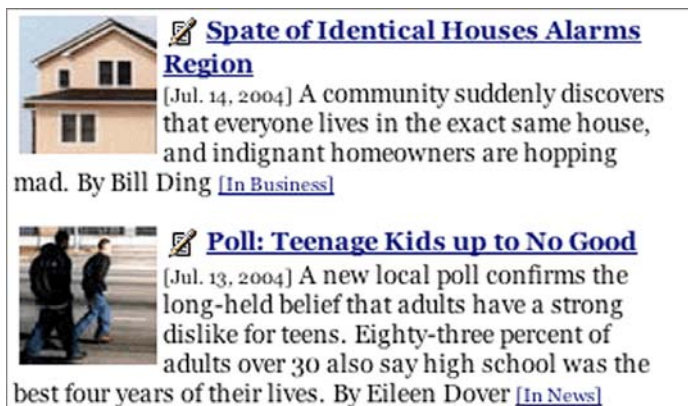 Spate of Identical Houses Alarms
Region
[Jul. 14, 2004] A community suddenly discovers
that everyone lives in the exact same house,
and indignant homeowners are hopping
mad. By Bill Ding [In Business]
Poll: Teenage Kids up to No Good
[Jul. 13, 2004] A new local poll confirms the
long-held belief that adults have a strong
dislike for teens. Eighty-three percent of
adults over 30 also say high school was the
best four years of their lives. By Eileen Dover [In News]